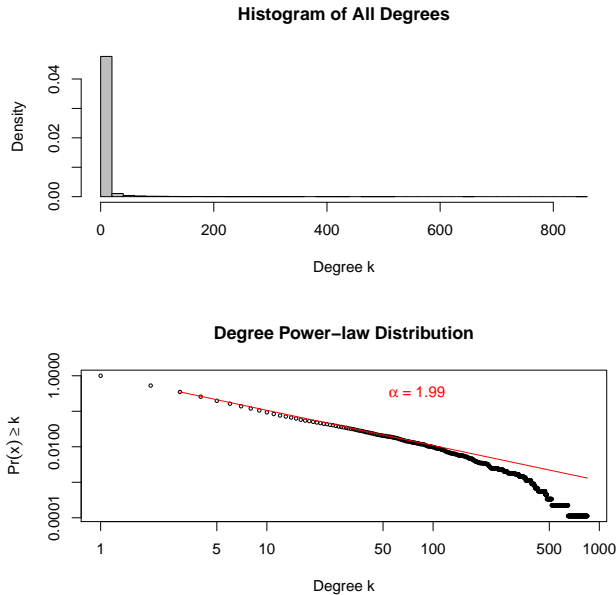 Histogram of All Degrees
Density
0.04
0.02
0.00
0 200 400 600 800
Degree k
Degree Power−law Distribution
Pr(x) ≥ k
1.0000
0.0100
0.0001
α = 1.99
1 5 10 50 100 500 1000
Degree k